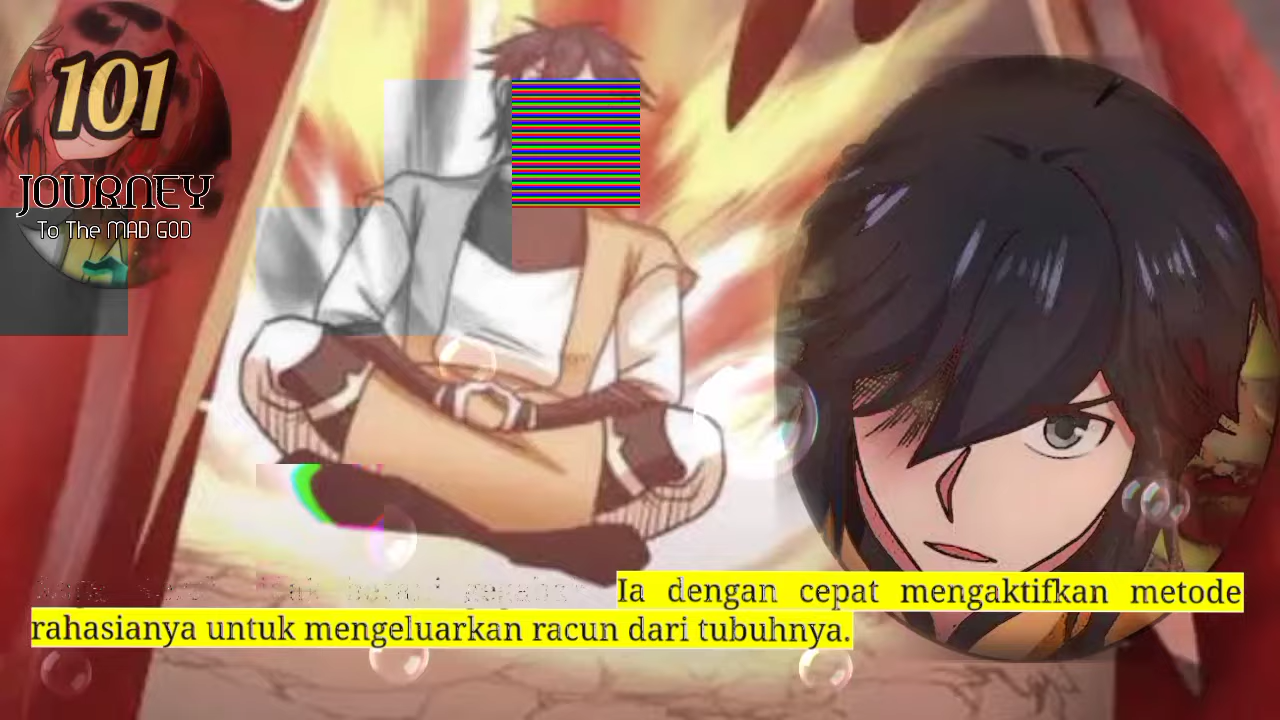 101
JOURNEY
To The MAD GOD
Ia dengan cepat mengaktifkan metode
rahasianya untuk mengeluarkan racun dari tubuhnya.